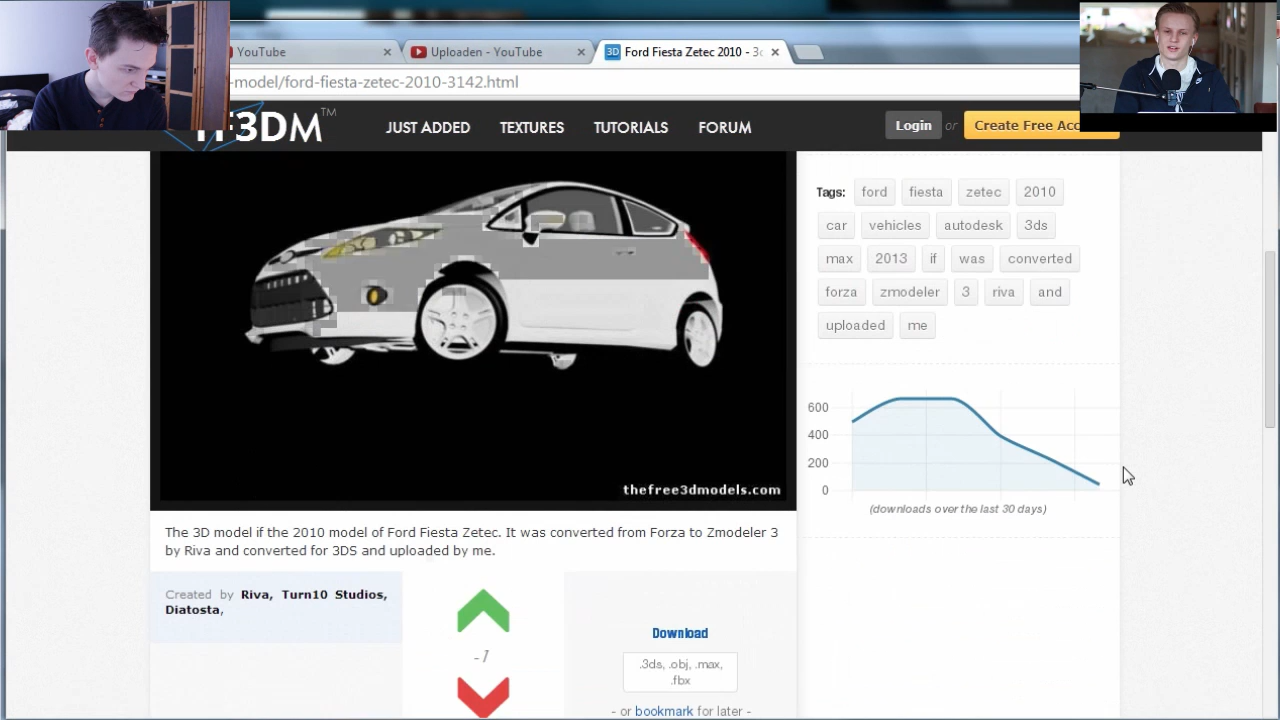 YouTube
Uploaden - YouTube
3D Ford Fiesta Zetec 2010 - 3d
-model/ford-fiesta-zetec-2010-3142.html
TF3DM™
JUST ADDED
TEXTURES
TUTORIALS
FORUM
Login or Create Free Acc
Tags: ford fiesta zetec 2010
car vehicles autodesk 3ds
max 2013 if was converted
forza zmodeler 3 riva and
uploaded me
600
400
200
0
(downloads over the last 30 days)
thefree3dmodels.com
The 3D model if the 2010 model of Ford Fiesta Zetec. It was converted from Forza to Zmodeler 3
by Riva and converted for 3DS and uploaded by me.
Created by Riva, Turn10 Studios,
Diatosta,
-1
Download
.3ds, .obj, .max,
.fbx
- or bookmark for later -